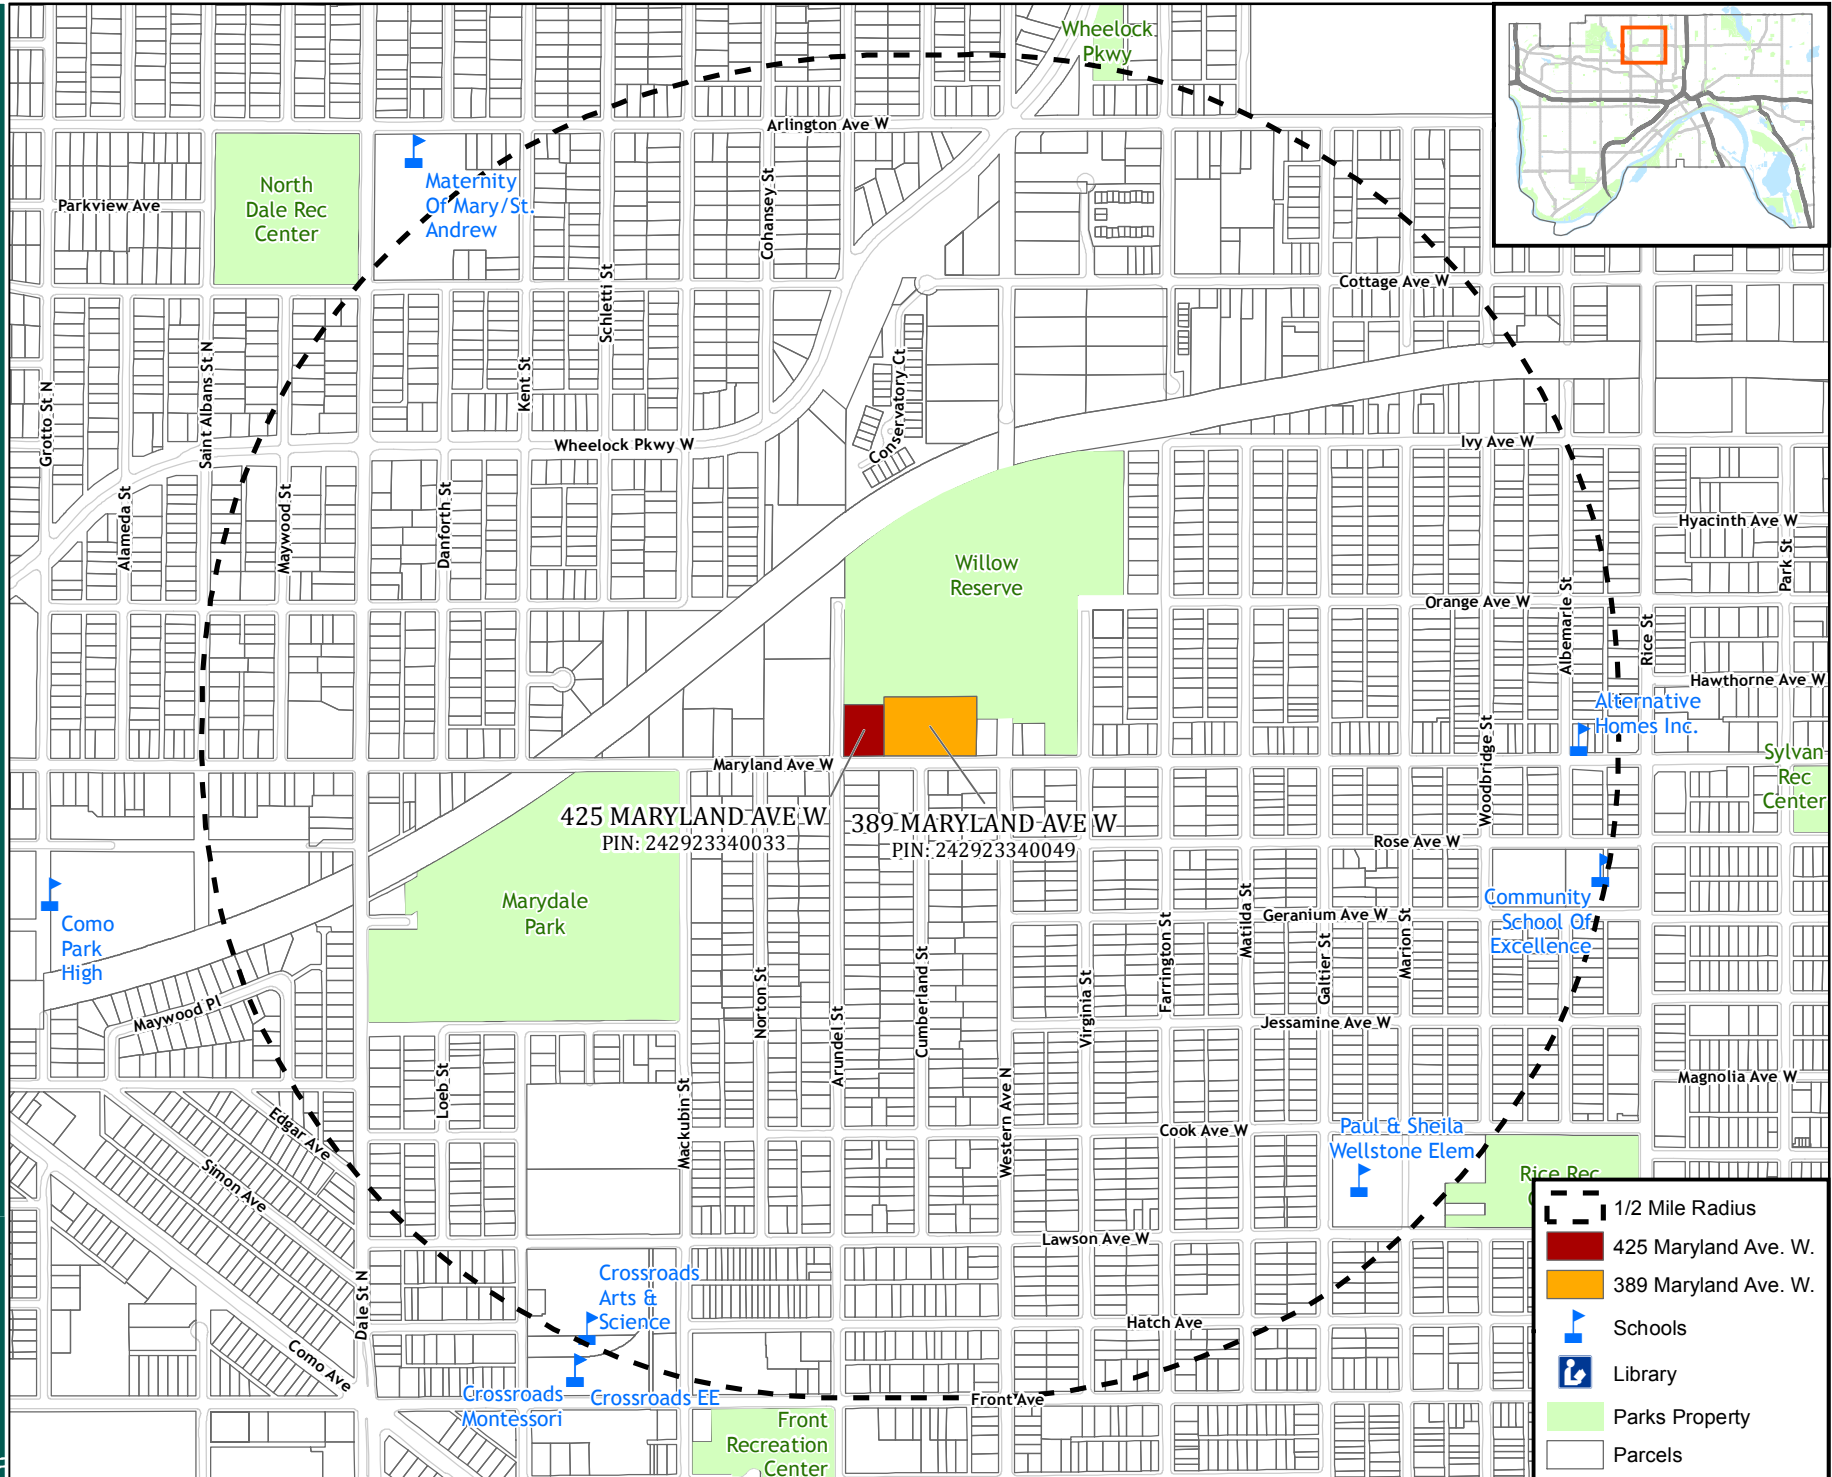 Wheelock
Pkwy
Arlington Ave W
North
Dale Rec
Center
Maternity
Of Mary/St.
Andrew
Parkview Ave
Cohansey St
Schletti St
Cottage Ave W
Saint Albans St N
Grotto St N
Kent St
Conservatory Ct
Wheelock Pkwy W
Ivy Ave W
Alameda St
Maywood St
Danforth St
Hyacinth Ave W
Park St
Willow
Reserve
Orange Ave W
Albemarle St
Rice St
Hawthorne Ave W
Alternative
Homes Inc.
Woodbridge St
Sylvan
Rec
Center
Maryland Ave W
425 MARYLAND AVE W
PIN: 242923340033
389 MARYLAND AVE W
PIN: 242923340049
Rose Ave W
Marydale
Park
Como
Park
High
Community
School Of
Excellence
Geranium Ave W
Matilda St
Farrington St
Galtier St
Marion St
Norton St
Cumberland St
Virginia St
Arundel St
Maywood Pl
Jessamine Ave W
Loeb St
Mackubin St
Western Ave N
Magnolia Ave W
Edgar Ave
Simon Ave
Cook Ave W
Paul & Sheila
Wellstone Elem
Rice Rec
Lawson Ave W
Dale St N
Como Ave
Crossroads
Arts &
Science
Hatch Ave
Crossroads
Montessori
Crossroads EE
Front Ave
Front
Recreation
Center
1/2 Mile Radius
425 Maryland Ave. W.
389 Maryland Ave. W.
Schools
Library
Parks Property
Parcels